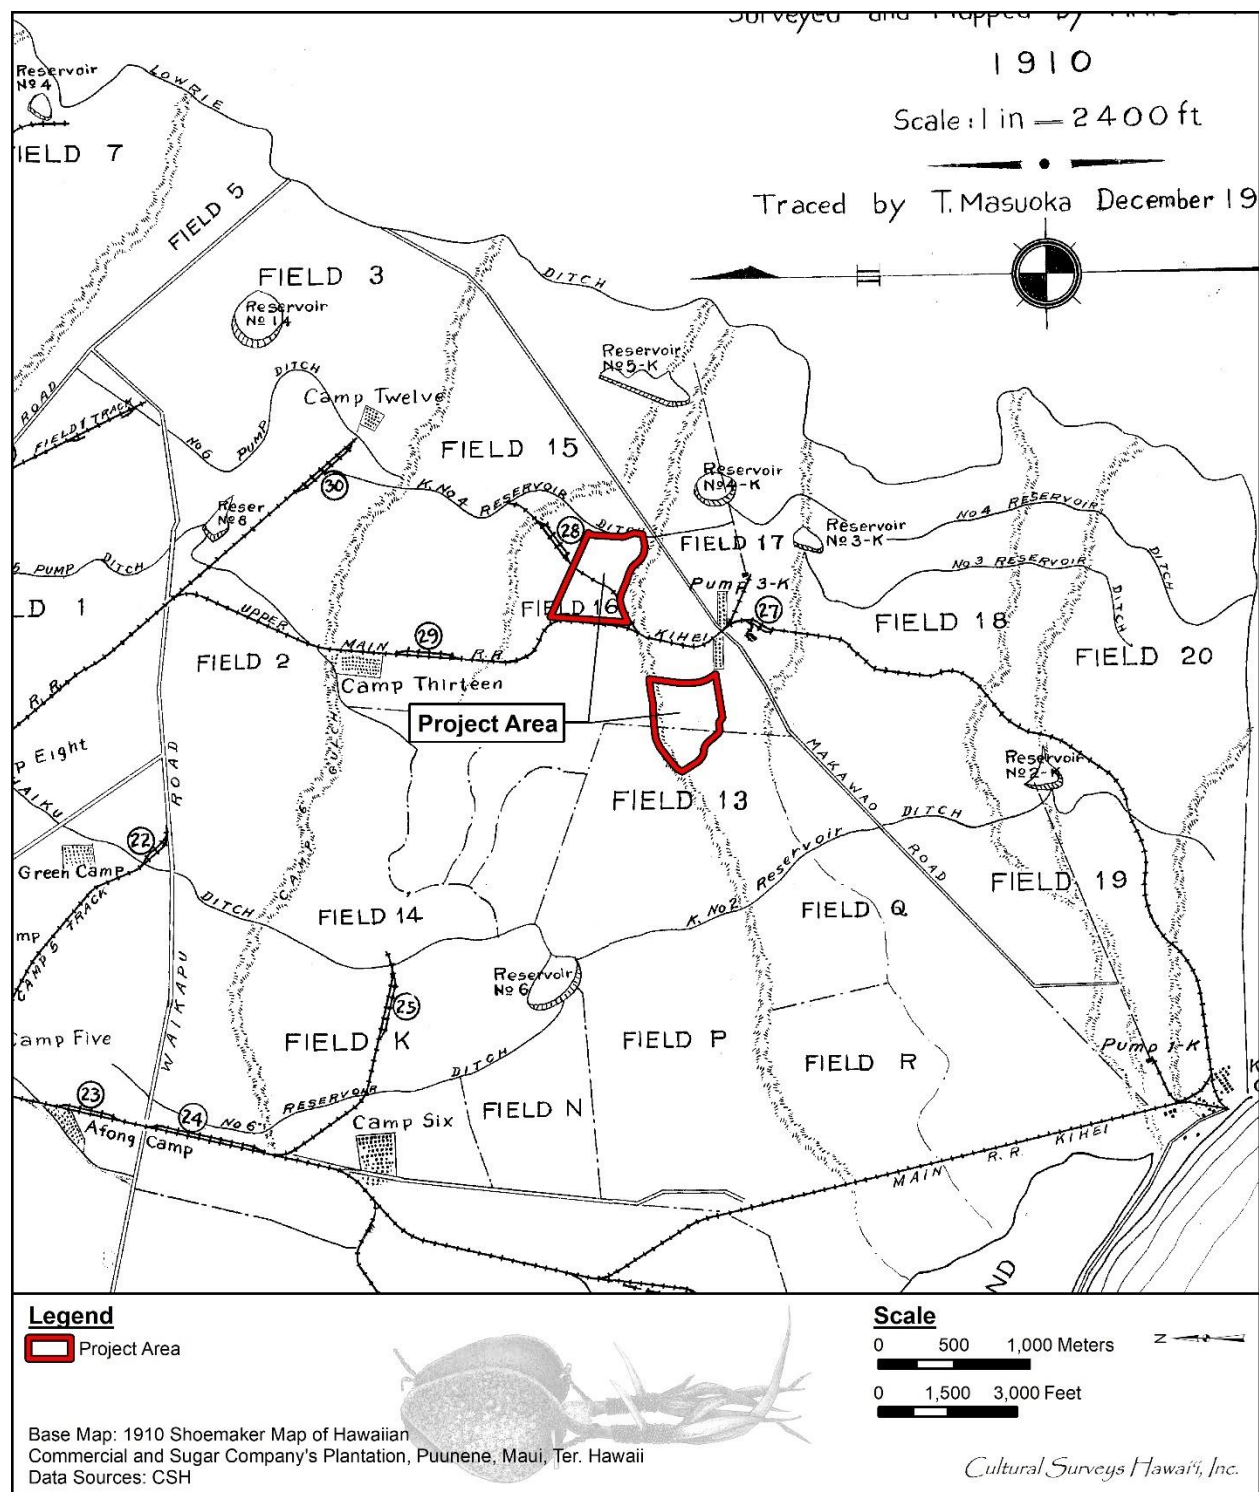 1910
Scale: 1 in = 2400 ft
Traced by T. Masuoka December 19
Reservoir
No 4
LOWRIE
FIELD 5
FIELD 3
DITCH
Reservoir
No 14
Reservoir
No 5-K
ROAD
FIELD 1 TRACK
No 6 PUMP DITCH
Camp Twelve
FIELD 15
30
K. No 4 RESERVOIR DITCH
28
Reservoir
No 4-K
FIELD 17
Reservoir
No 3-K
No 4 RESERVOIR DITCH
No 3 RESERVOIR DITCH
Reser
No 8
PUMP DITCH
Pump 3-K
27
FIELD 16
KIHEI
FIELD 18
FIELD 20
UPPER MAIN R.R.
29
FIELD 2
Camp Thirteen
R.R.
Project Area
Reservoir
No 2-K
MAKAWAO ROAD
FIELD 13
K. No 2 Reservoir DITCH
WAIKAPU ROAD
22
Green Camp
CAMP 5 TRACK
DITCH
CAMP 6 GULCH
FIELD 14
FIELD Q
FIELD 19
Reservoir
No 6
25
FIELD K
FIELD P
FIELD R
Pump 1-K
23
24
Afong Camp
No 6 RESERVOIR DITCH
Camp Six
FIELD N
MAIN R.R. KIHEI
Legend
Project Area
Scale
0 500 1,000 Meters
0 1,500 3,000 Feet
N
Base Map: 1910 Shoemaker Map of Hawaiian
Commercial and Sugar Company's Plantation, Puunene, Maui, Ter. Hawaii
Data Sources: CSH
Cultural Surveys Hawai'i, Inc.